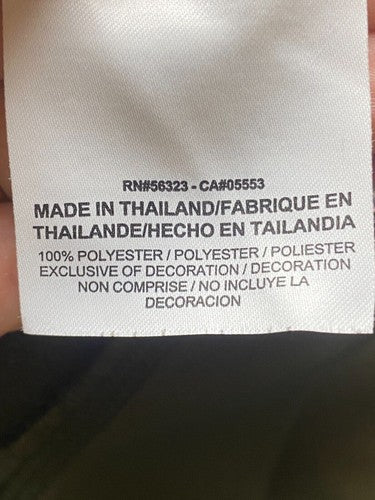 RN#56323 - CA#05553
MADE IN THAILAND/FABRIQUE EN
THAILANDE/HECHO EN TAILANDIA
100% POLYESTER / POLYESTER / POLIESTER
EXCLUSIVE OF DECORATION / DECORATION
NON COMPRISE / NO INCLUYE LA
DECORACION